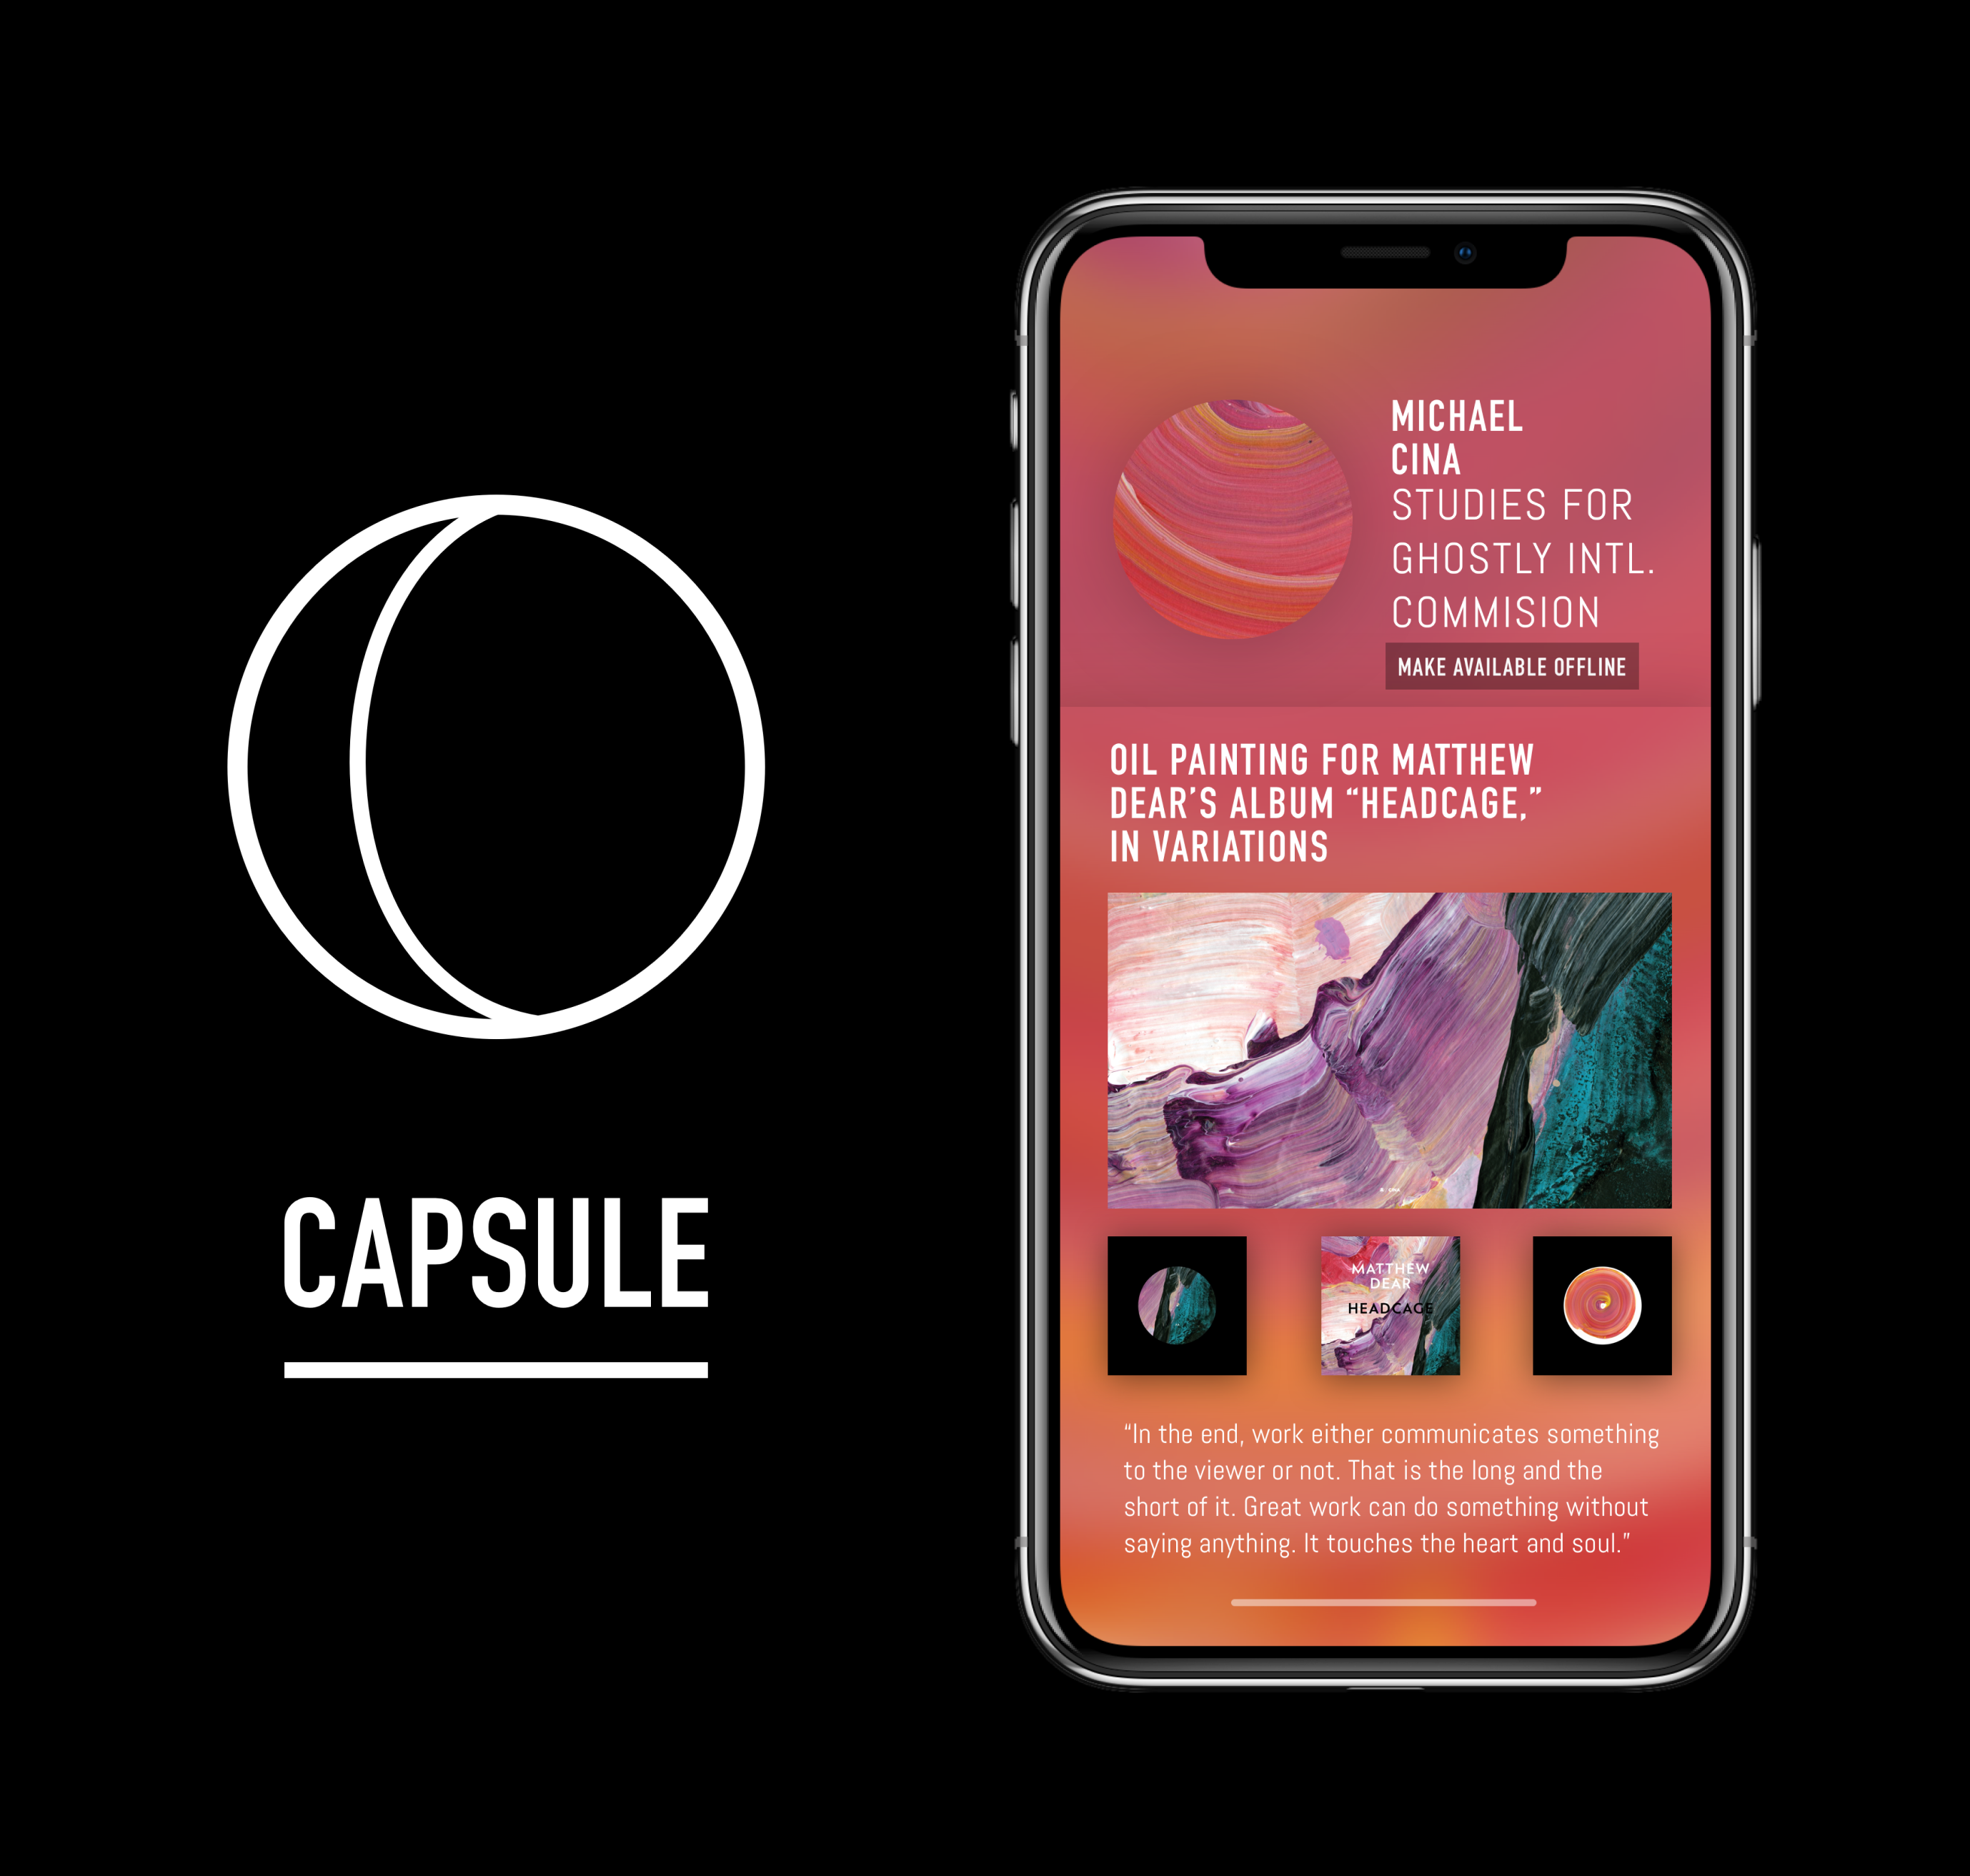 CAPSULE
MICHAEL
CINA
STUDIES FOR
GHOSTLY INTL.
COMMISION
MAKE AVAILABLE OFFLINE
OIL PAINTING FOR MATTHEW
DEAR’S ALBUM “HEADCAGE,”
IN VARIATIONS
MATTHEW
DEAR
HEADCAGE
“In the end, work either communicates something
to the viewer or not. That is the long and the
short of it. Great work can do something without
saying anything. It touches the heart and soul.”